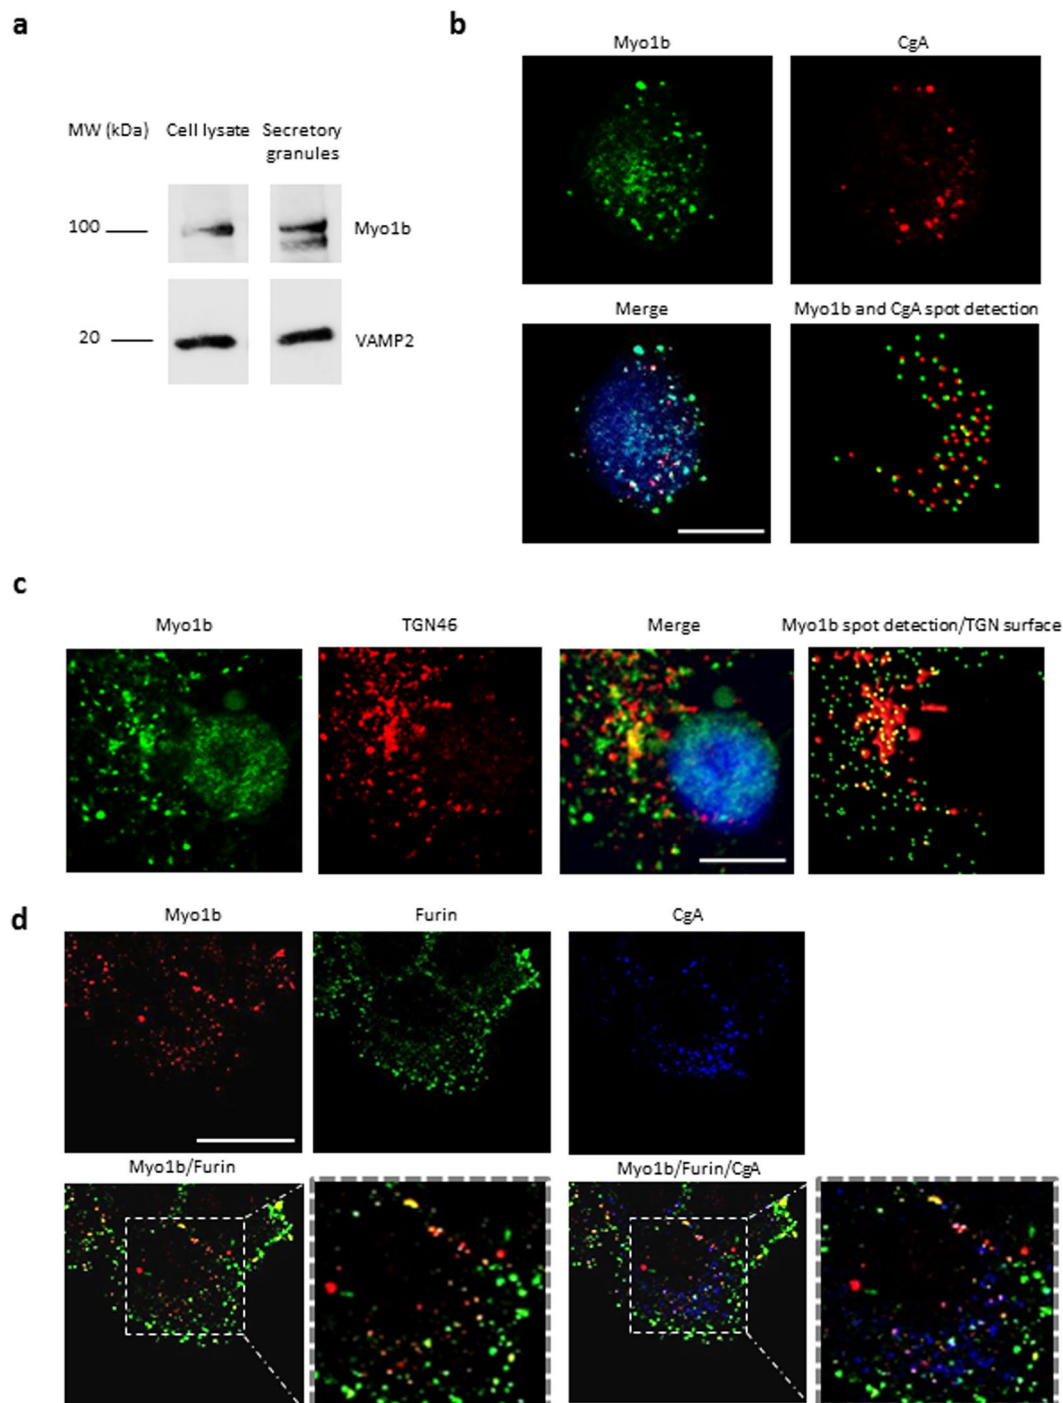 a
MW (kDa) Cell lysate Secretory
granules
100 Myo1b
20 VAMP2
b
Myo1b CgA
Merge Myo1b and CgA spot detection
c
Myo1b TGN46 Merge Myo1b spot detection/TGN surface
d
Myo1b Furin CgA
Myo1b/Furin Myo1b/Furin/CgA